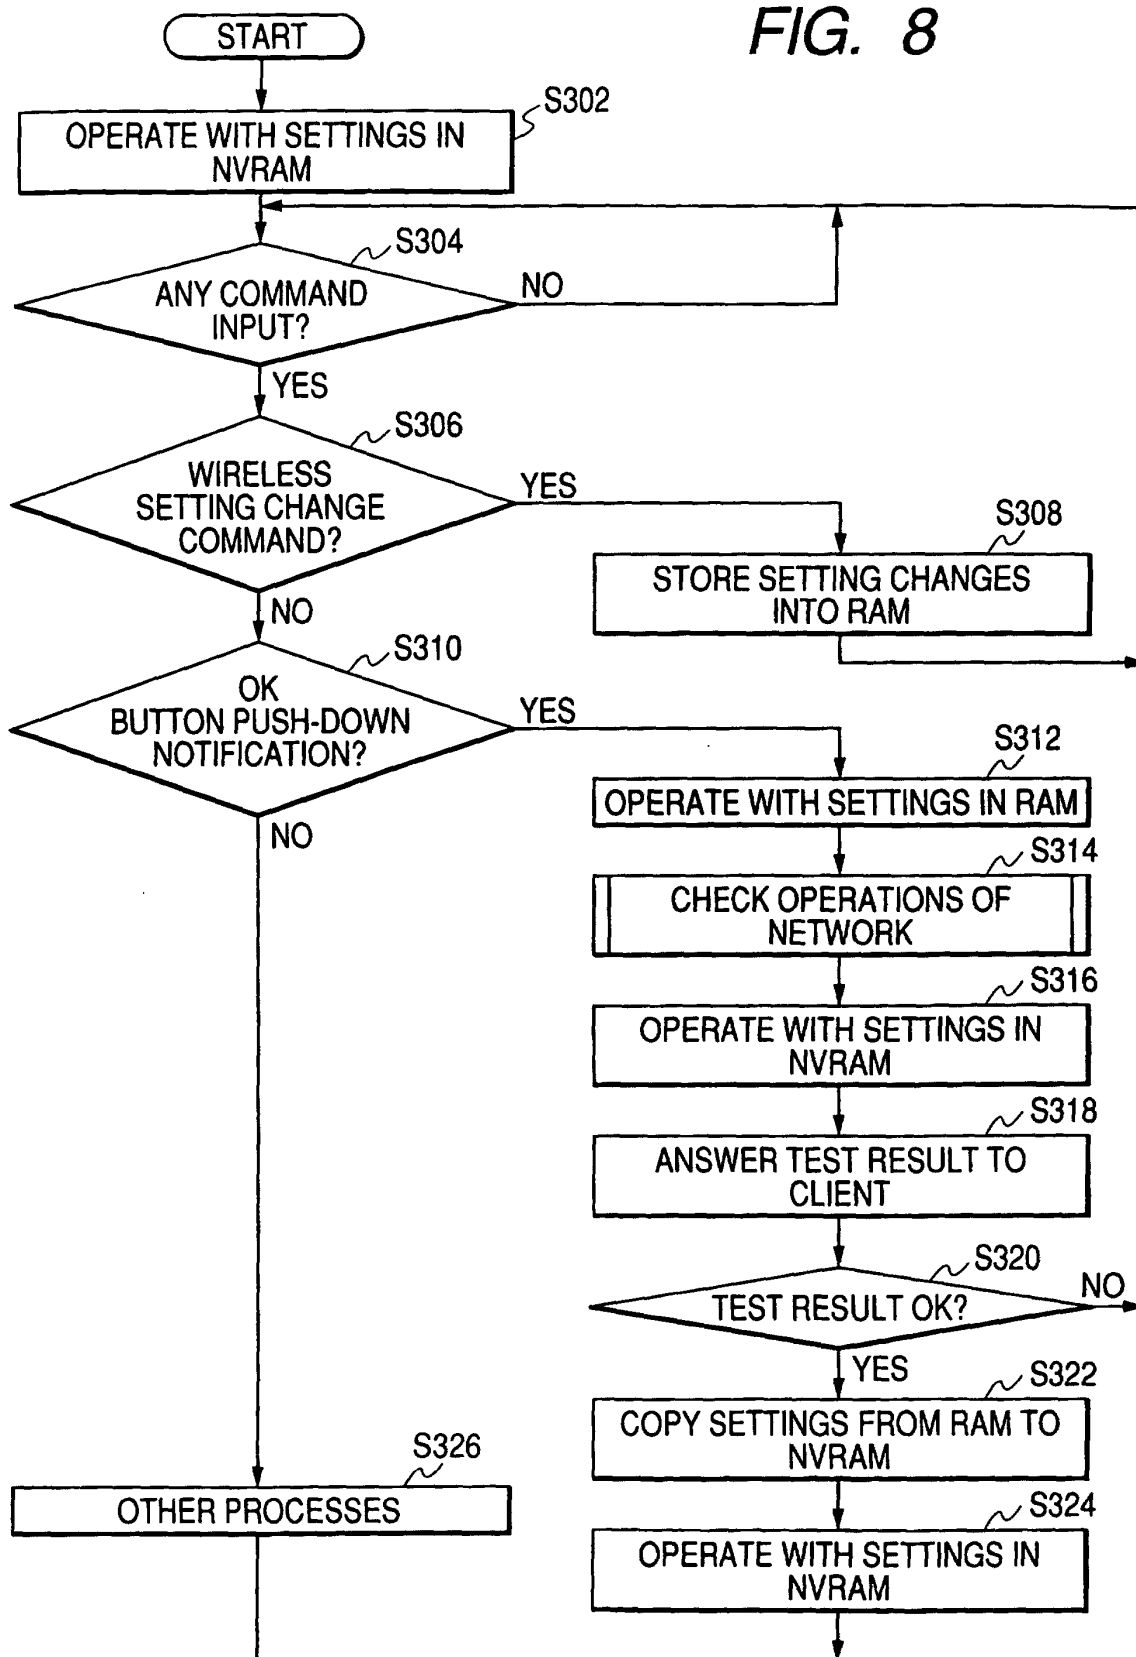 FIG. 8
START
S302
OPERATE WITH SETTINGS IN
NVRAM
S304
ANY COMMAND
INPUT?
NO
YES
S306
WIRELESS
SETTING CHANGE
COMMAND?
YES
NO
S308
STORE SETTING CHANGES
INTO RAM
S310
OK
BUTTON PUSH-DOWN
NOTIFICATION?
YES
NO
S312
OPERATE WITH SETTINGS IN RAM
S314
CHECK OPERATIONS OF
NETWORK
S316
OPERATE WITH SETTINGS IN
NVRAM
S318
ANSWER TEST RESULT TO
CLIENT
S320
TEST RESULT OK?
NO
YES
S322
COPY SETTINGS FROM RAM TO
NVRAM
S326
OTHER PROCESSES
S324
OPERATE WITH SETTINGS IN
NVRAM